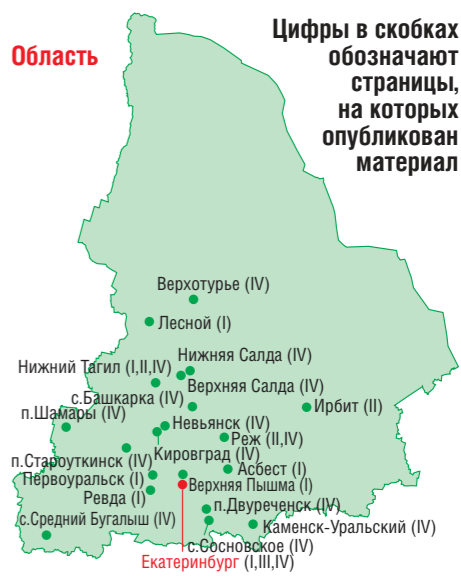 Область
Цифры в скобках
обозначают
страницы,
на которых
опубликован
материал
Верхотурье (IV)
Лесной (I)
Нижняя Салда (IV)
Нижний Тагил (I,II,IV)
Верхняя Салда (IV)
с.Башкарка (IV)
Ирбит (II)
п.Шамары (IV)
Невьянск (IV)
Реж (II,IV)
Кировград (IV)
п.Староуткинск (IV)
Асбест (I)
Первоуральск (I)
Верхняя Пышма (I)
Ревда (I)
п.Двуреченск (IV)
с.Средний Бугалыш (IV)
Каменск-Уральский (IV)
с.Сосновское (IV)
Екатеринбург (I,III,IV)